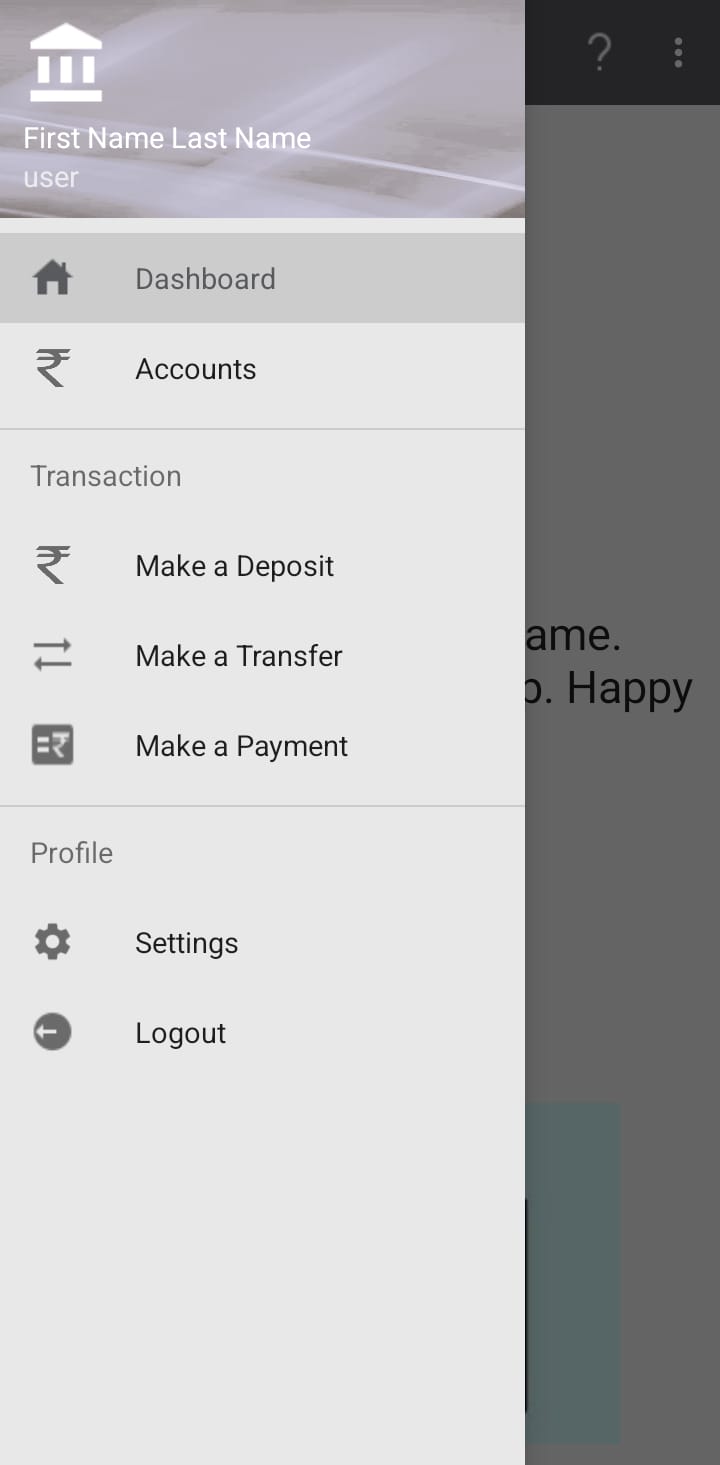 First Name Last Name
user
Dashboard
Accounts
Transaction
Make a Deposit
Make a Transfer
Make a Payment
Profile
Settings
Logout
?
ame.
. Happy